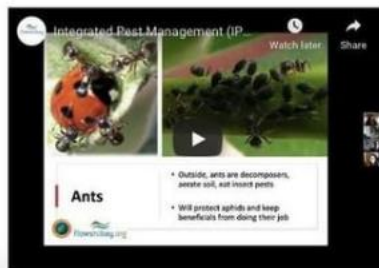 Integrated Pest Management (IP...
Watch later
Share
Ants
• Outside, ants are decomposers,
aerate soil, eat insect pests
• Will protect aphids and keep
beneficials from doing their job